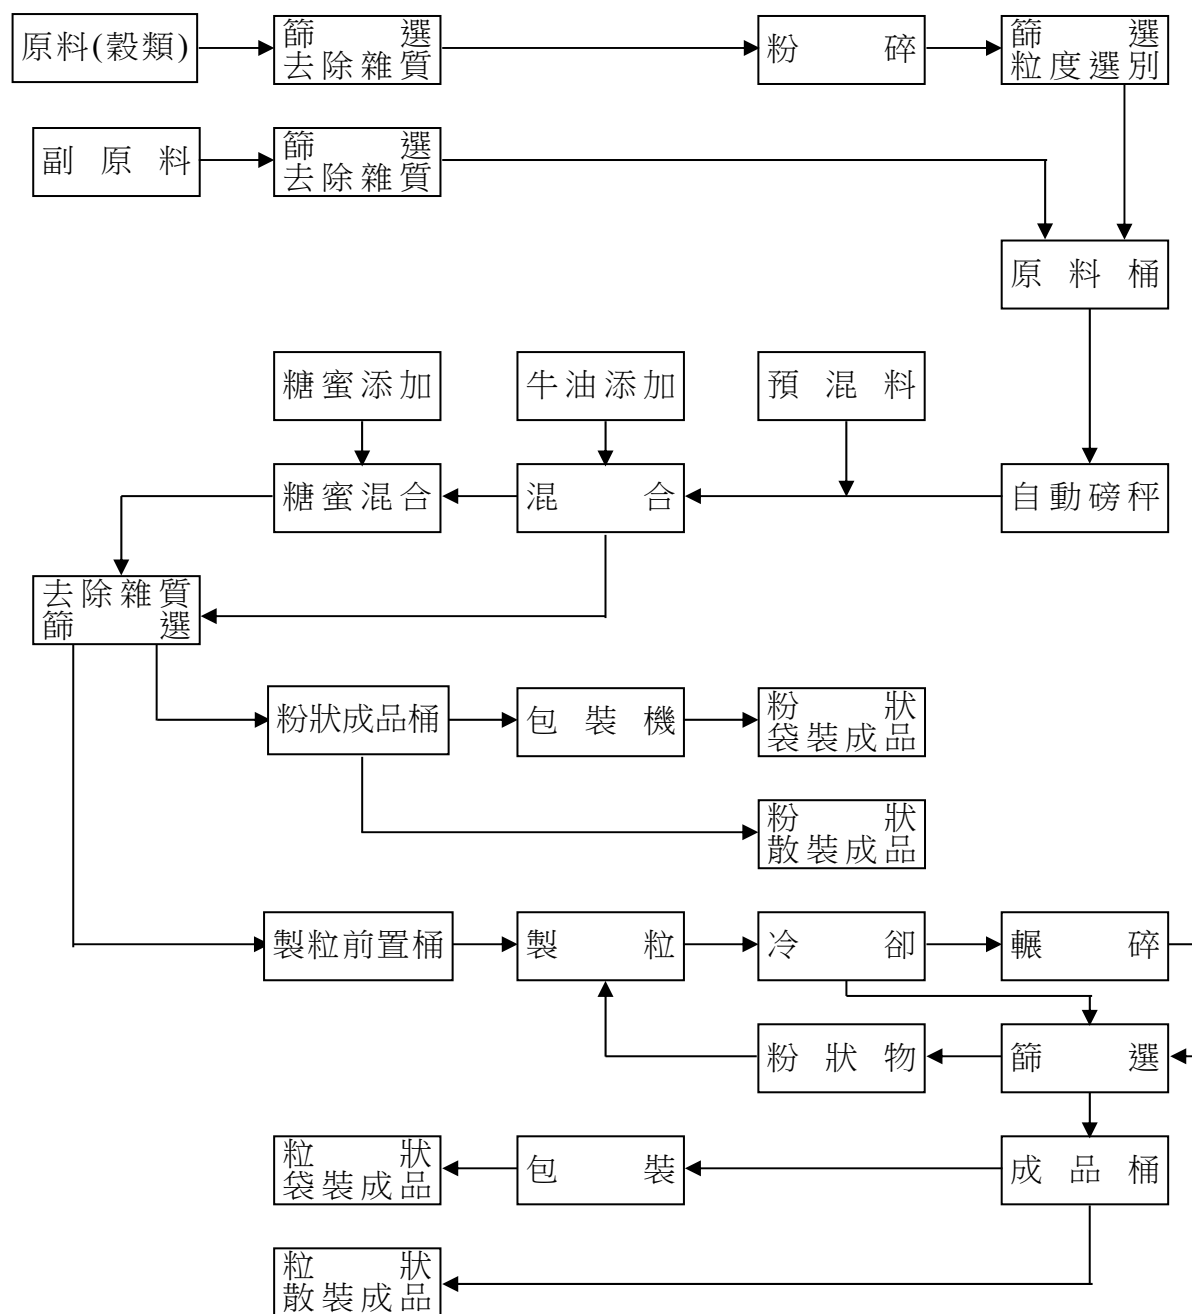 原料(穀類)
篩選
去除雜質
粉碎
篩選
粒度選別
副原料
篩選
去除雜質
原料桶
糖蜜添加
牛油添加
預混料
糖蜜混合
混合
自動磅秤
去除雜質
篩選
粉狀成品桶
包裝機
粉狀
袋裝成品
粉狀
散裝成品
製粒前置桶
製粒
冷卻
輾碎
粉狀物
篩選
粒狀
袋裝成品
包裝
成品桶
粒狀
散裝成品